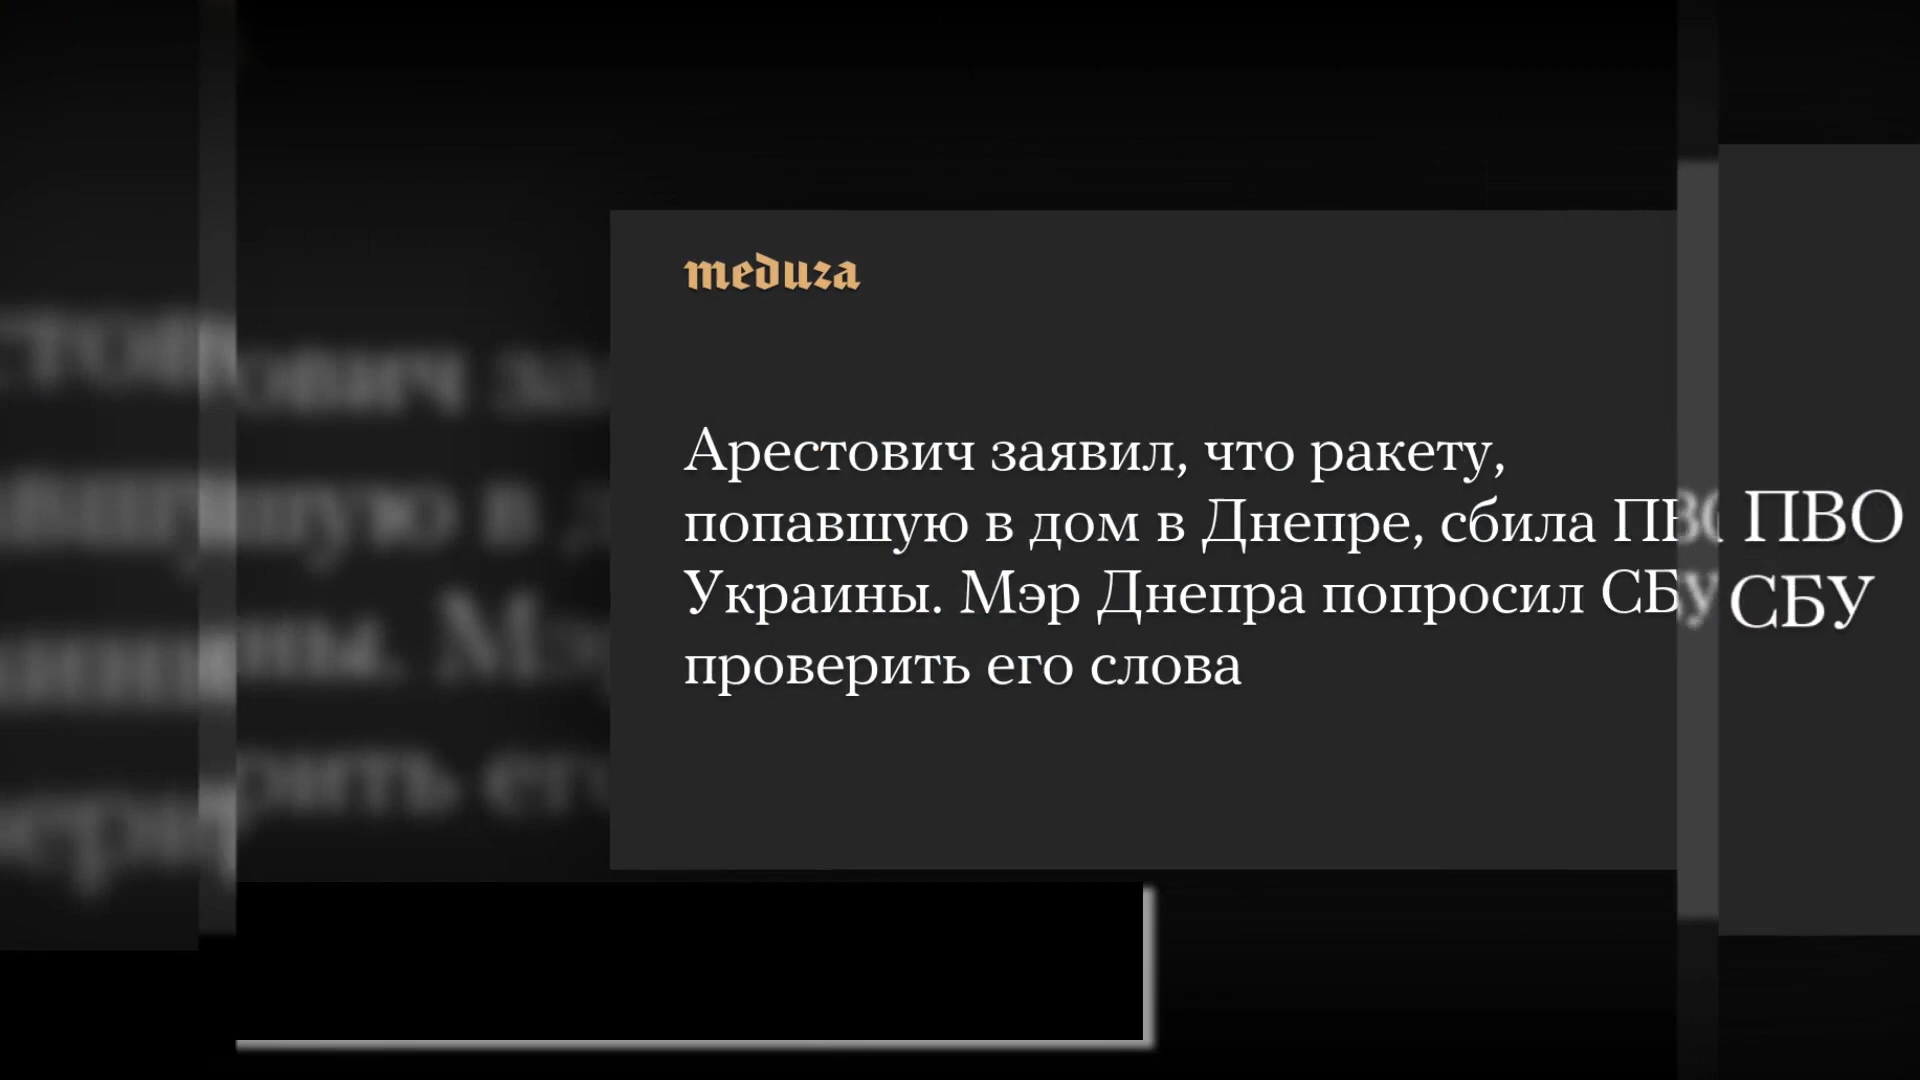 meduza
Арестович заявил, что ракету,
попавшую в дом в Днепре, сбила ПВО
Украины. Мэр Днепра попросил СБУ
проверить его слова